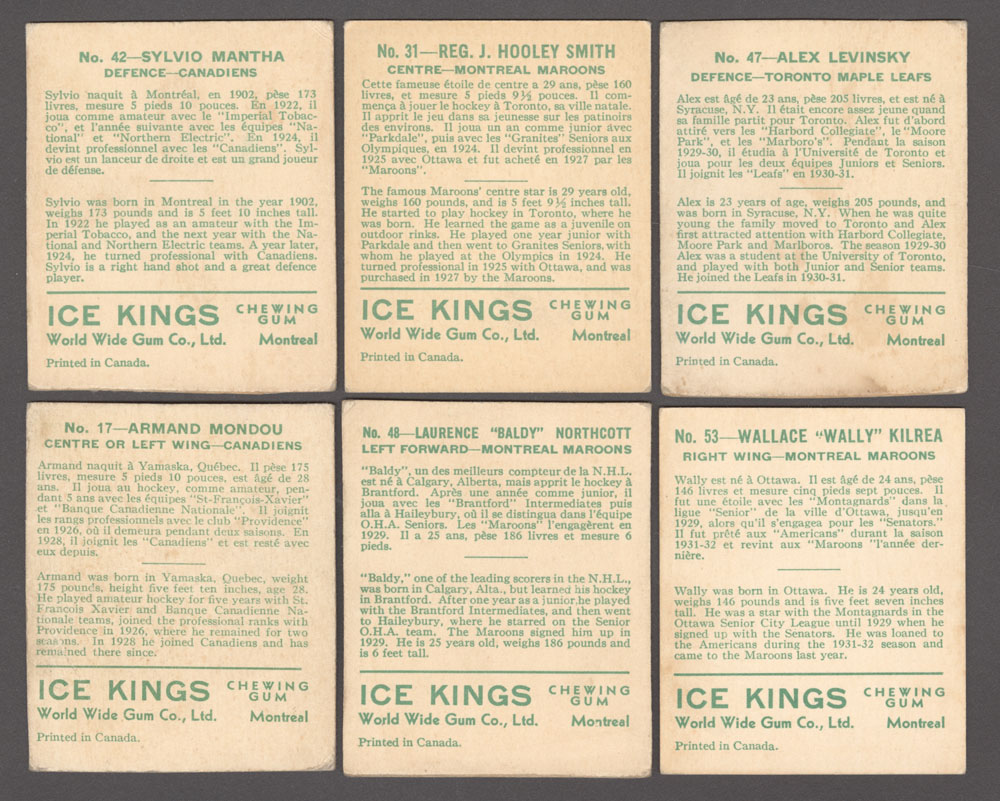 No. 42—SYLVIO MANTHA
DEFENCE—CANADIENS
Sylvio naquit à Montréal, en 1902, pèse 173
livres, mesure 5 pieds 10 pouces. En 1922, il
joua comme amateur avec le "Imperial Tobac-
co", et l'année suivante avec les équipes "Na-
tional" et "Northern Electric". En 1924, il
devint professionnel avec les "Canadiens". Syl-
vio est un lanceur de droite et est un grand joueur
de défense.
Sylvio was born in Montreal in the year 1902,
weighs 173 pounds and is 5 feet 10 inches tall.
In 1922 he played as an amateur with the Im-
perial Tobacco, and the next year with the Na-
tional and Northern Electric teams. A year later,
1924, he turned professional with Canadiens.
Sylvio is a right hand shot and a great defence
player.
ICE KINGS CHEWING GUM
World Wide Gum Co., Ltd. Montreal
Printed in Canada.
No. 31—REG. J. HOOLEY SMITH
CENTRE—MONTREAL MAROONS
Cette fameuse étoile de centre a 29 ans, pèse 160
livres, et mesure 5 pieds 9½ pouces. Il com-
mença à jouer le hockey à Toronto, sa ville natale.
Il apprit le jeu dans sa jeunesse sur les patinoirs
des environs. Il joua un an comme junior avec
"Parkdale", puis avec les "Granites" Seniors aux
Olympiques, en 1924. Il devint professionel en
1925 avec Ottawa et fut acheté en 1927 par les
"Maroons".
The famous Maroons' centre star is 29 years old,
weighs 160 pounds, and is 5 feet 9½ inches tall.
He started to play hockey in Toronto, where he
was born. He learned the game as a juvenile on
outdoor rinks. He played one year junior with
Parkdale and then went to Granites Seniors, with
whom he played at the Olympics in 1924. He
turned professional in 1925 with Ottawa, and was
purchased in 1927 by the Maroons.
ICE KINGS CHEWING GUM
World Wide Gum Co., Ltd. Montreal
Printed in Canada.
No. 47—ALEX LEVINSKY
DEFENCE—TORONTO MAPLE LEAFS
Alex est âgé de 23 ans, pèse 205 livres, et est né à
Syracuse, N.Y. Il était encore assez jeune quand
sa famille partit pour Toronto. Alex fut d'abord
attiré vers les "Harbord Collegiate", le "Moore
Park", et les "Marboro's". Pendant la saison
1929-30, il étudia à l'Université de Toronto et
joua pour les deux équipes Juniors et Seniors.
Il joignit les "Leafs" en 1930-31.
Alex is 23 years of age, weighs 205 pounds, and
was born in Syracuse, N.Y. When he was quite
young the family moved to Toronto and Alex
first attracted attention with Harbord Collegiate,
Moore Park and Marlboros. The season 1929-30
Alex was a student at the University of Toronto,
and played with both Junior and Senior teams.
He joined the Leafs in 1930-31.
ICE KINGS CHEWING GUM
World Wide Gum Co., Ltd. Montreal
Printed in Canada.
No. 17—ARMAND MONDOU
CENTRE OR LEFT WING—CANADIENS
Armand naquit à Yamaska, Québec. Il pèse 175
livres, mesure 5 pieds 10 pouces, est âgé de 28
ans. Il joua au hockey, comme amateur, pen-
dant 5 ans avec les équipes "St-François-Xavier"
et "Banque Canadienne Nationale". Il joignit
les rangs professionnels avec le club "Providence"
en 1926, où il demeura pendant deux saisons. En
1928, il joignit les "Canadiens" et est resté avec
eux depuis.
Armand was born in Yamaska, Quebec, weight
175 pounds, height five feet ten inches, age 28.
He played amateur hockey for five years with St.
Francois Xavier and Banque Canadienne Na-
tionale teams, joined the professional ranks with
Providence in 1926, where he remained for two
seasons. In 1928 he joined Canadiens and has
remained there since.
ICE KINGS CHEWING GUM
World Wide Gum Co., Ltd. Montreal
Printed in Canada.
No. 48—LAURENCE "BALDY" NORTHCOTT
LEFT FORWARD—MONTREAL MAROONS
"Baldy", un des meilleurs compteur de la N.H.L.
est né à Calgary, Alberta, mais apprit le hockey à
Brantford. Après une année comme junior, il
joua avec les "Brantford" Intermediates puis
alla à Haileybury, où il se distingua dans l'équipe
O.H.A. Seniors. Les "Maroons" l'engagèrent en
1929. Il a 25 ans, pèse 186 livres et mesure 6
pieds.
"Baldy," one of the leading scorers in the N.H.L.,
was born in Calgary, Alta., but learned his hockey
in Brantford. After one year as a junior, he played
with the Brantford Intermediates, and then went
to Haileybury, where he starred on the Senior
O.H.A. team. The Maroons signed him up in
1929. He is 25 years old, weighs 186 pounds and
is 6 feet tall.
ICE KINGS CHEWING GUM
World Wide Gum Co., Ltd. Montreal
Printed in Canada.
No. 53—WALLACE "WALLY" KILREA
RIGHT WING—MONTREAL MAROONS
Wally est né à Ottawa. Il est âgé de 24 ans, pèse
146 livres et mesure cinq pieds sept pouces. Il
fut une étoile avec les "Montagnards" dans la
ligue "Senior" de la ville d'Ottawa, jusqu'en
1929, alors qu'il s'engagea pour les "Senators."
Il fut prêté aux "Americans" durant la saison
1931-32 et revint aux "Maroons "l'année der-
nière.
Wally was born in Ottawa. He is 24 years old,
weighs 146 pounds and is five feet seven inches
tall. He was a star with the Montagnards in the
Ottawa Senior City League until 1929 when he
signed up with the Senators. He was loaned to
the Americans during the 1931-32 season and
came to the Maroons last year.
ICE KINGS CHEWING GUM
World Wide Gum Co., Ltd. Montreal
Printed in Canada.